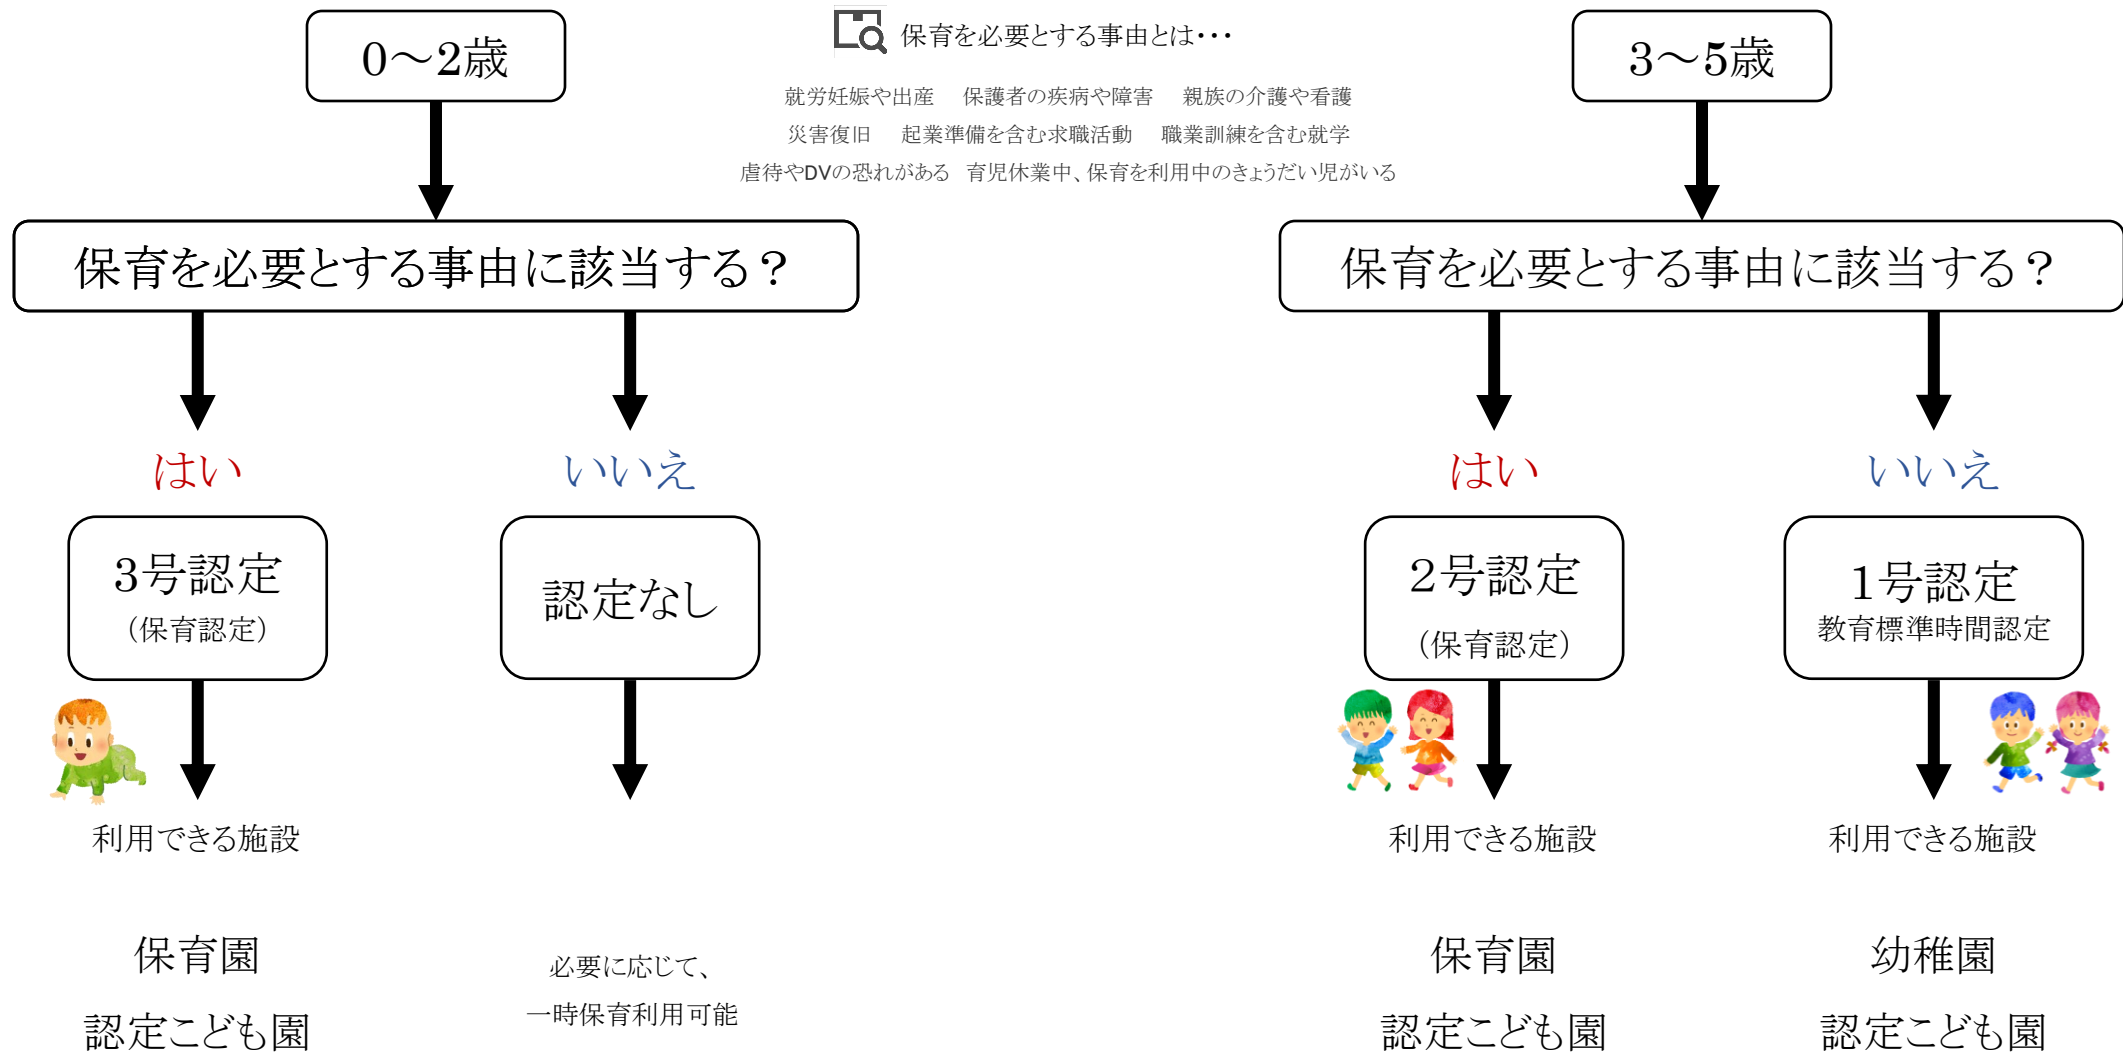 0～2歳
保育を必要とする事由とは・・・
3～5歳
就労妊娠や出産　保護者の疾病や障害　親族の介護や看護
災害復旧　起業準備を含む求職活動　職業訓練を含む就学
虐待やDVの恐れがある　育児休業中、保育を利用中のきょうだい児がいる
保育を必要とする事由に該当する？
保育を必要とする事由に該当する？
はい
いいえ
はい
いいえ
3号認定
（保育認定）
認定なし
２号認定
（保育認定）
１号認定
教育標準時間認定
利用できる施設
利用できる施設
利用できる施設
保育園
認定こども園
必要に応じて、
一時保育利用可能
保育園
認定こども園
幼稚園
認定こども園